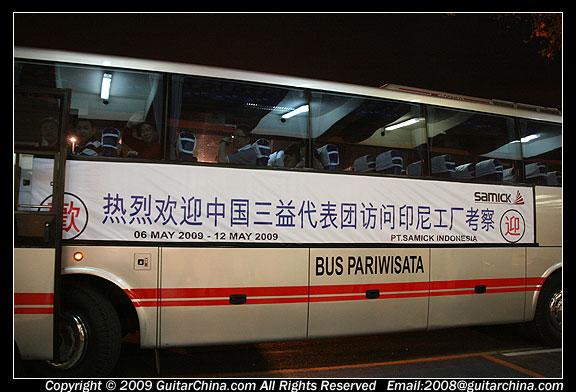 SAMICK
歡 热烈欢迎中国三益代表团访问印尼工厂考察 迎
06 MAY 2009 - 12 MAY 2009 PT.SAMICK INDONESIA
BUS PARIWISATA
Copyright © 2009 GuitarChina.com All Rights Reserved Email:2008@guitarchina.com